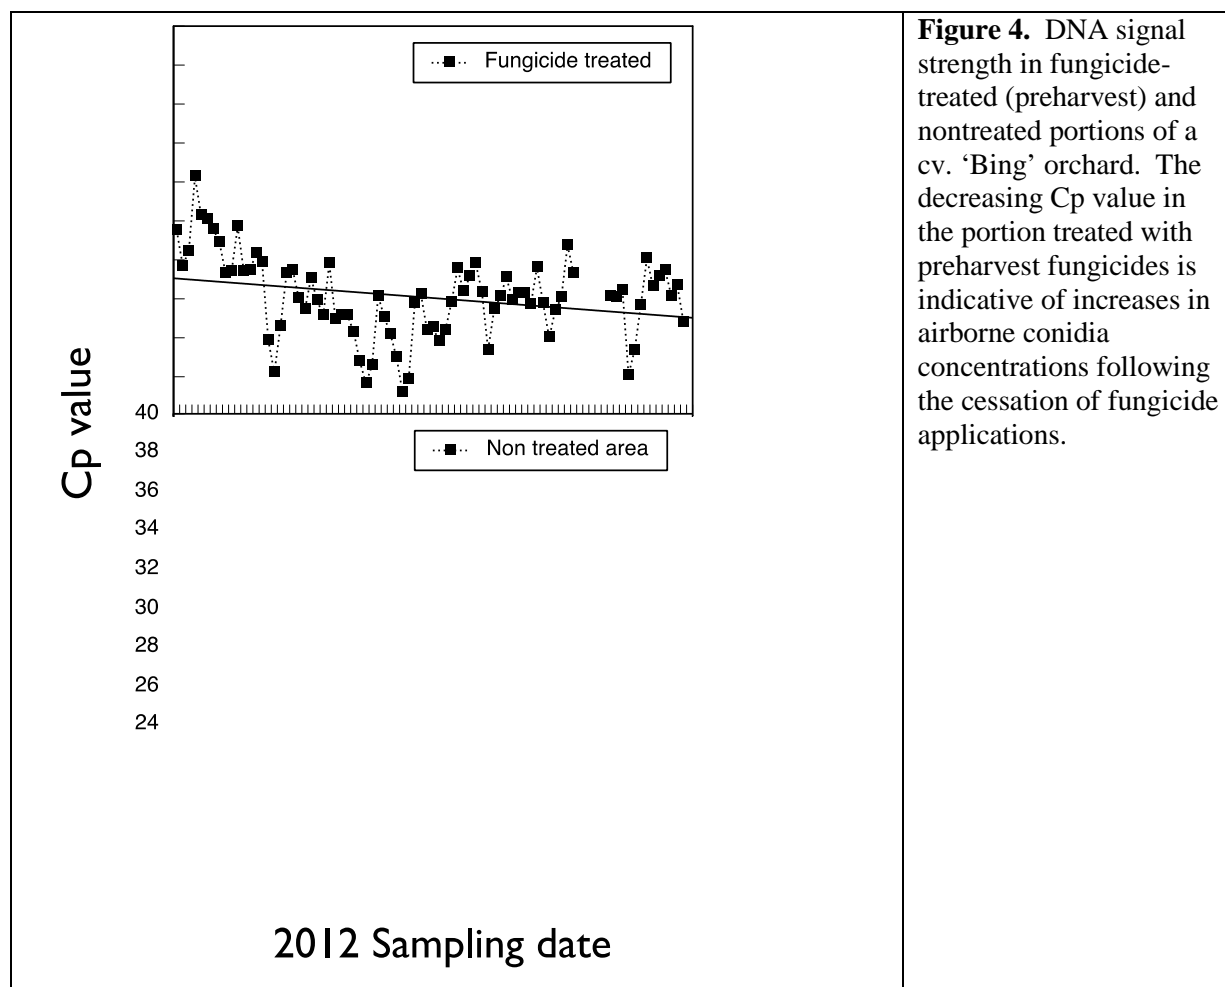 Fungicide treated
Cp value
40
Non treated area
38
36
34
32
30
28
26
24
2012 Sampling date
Figure 4. DNA signal
strength in fungicide-
treated (preharvest) and
nontreated portions of a
cv. ‘Bing’ orchard. The
decreasing Cp value in
the portion treated with
preharvest fungicides is
indicative of increases in
airborne conidia
concentrations following
the cessation of fungicide
applications.